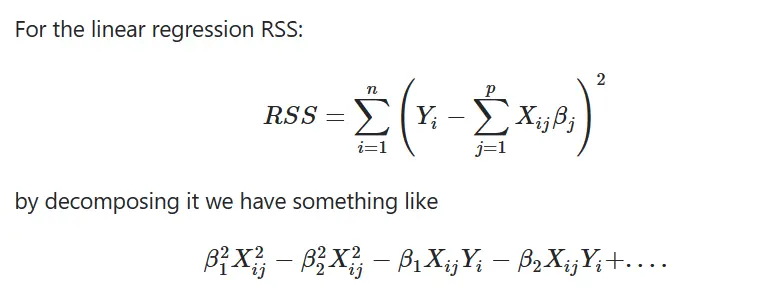 For the linear regression RSS:
RSS = \sum_{i=1}^{n} \left( Y_i - \sum_{j=1}^{p} X_{ij} \beta_j \right)^2
by decomposing it we have something like
\beta_1^2 X_{ij}^2 - \beta_2^2 X_{ij}^2 - \beta_1 X_{ij} Y_i - \beta_2 X_{ij} Y_i + ....